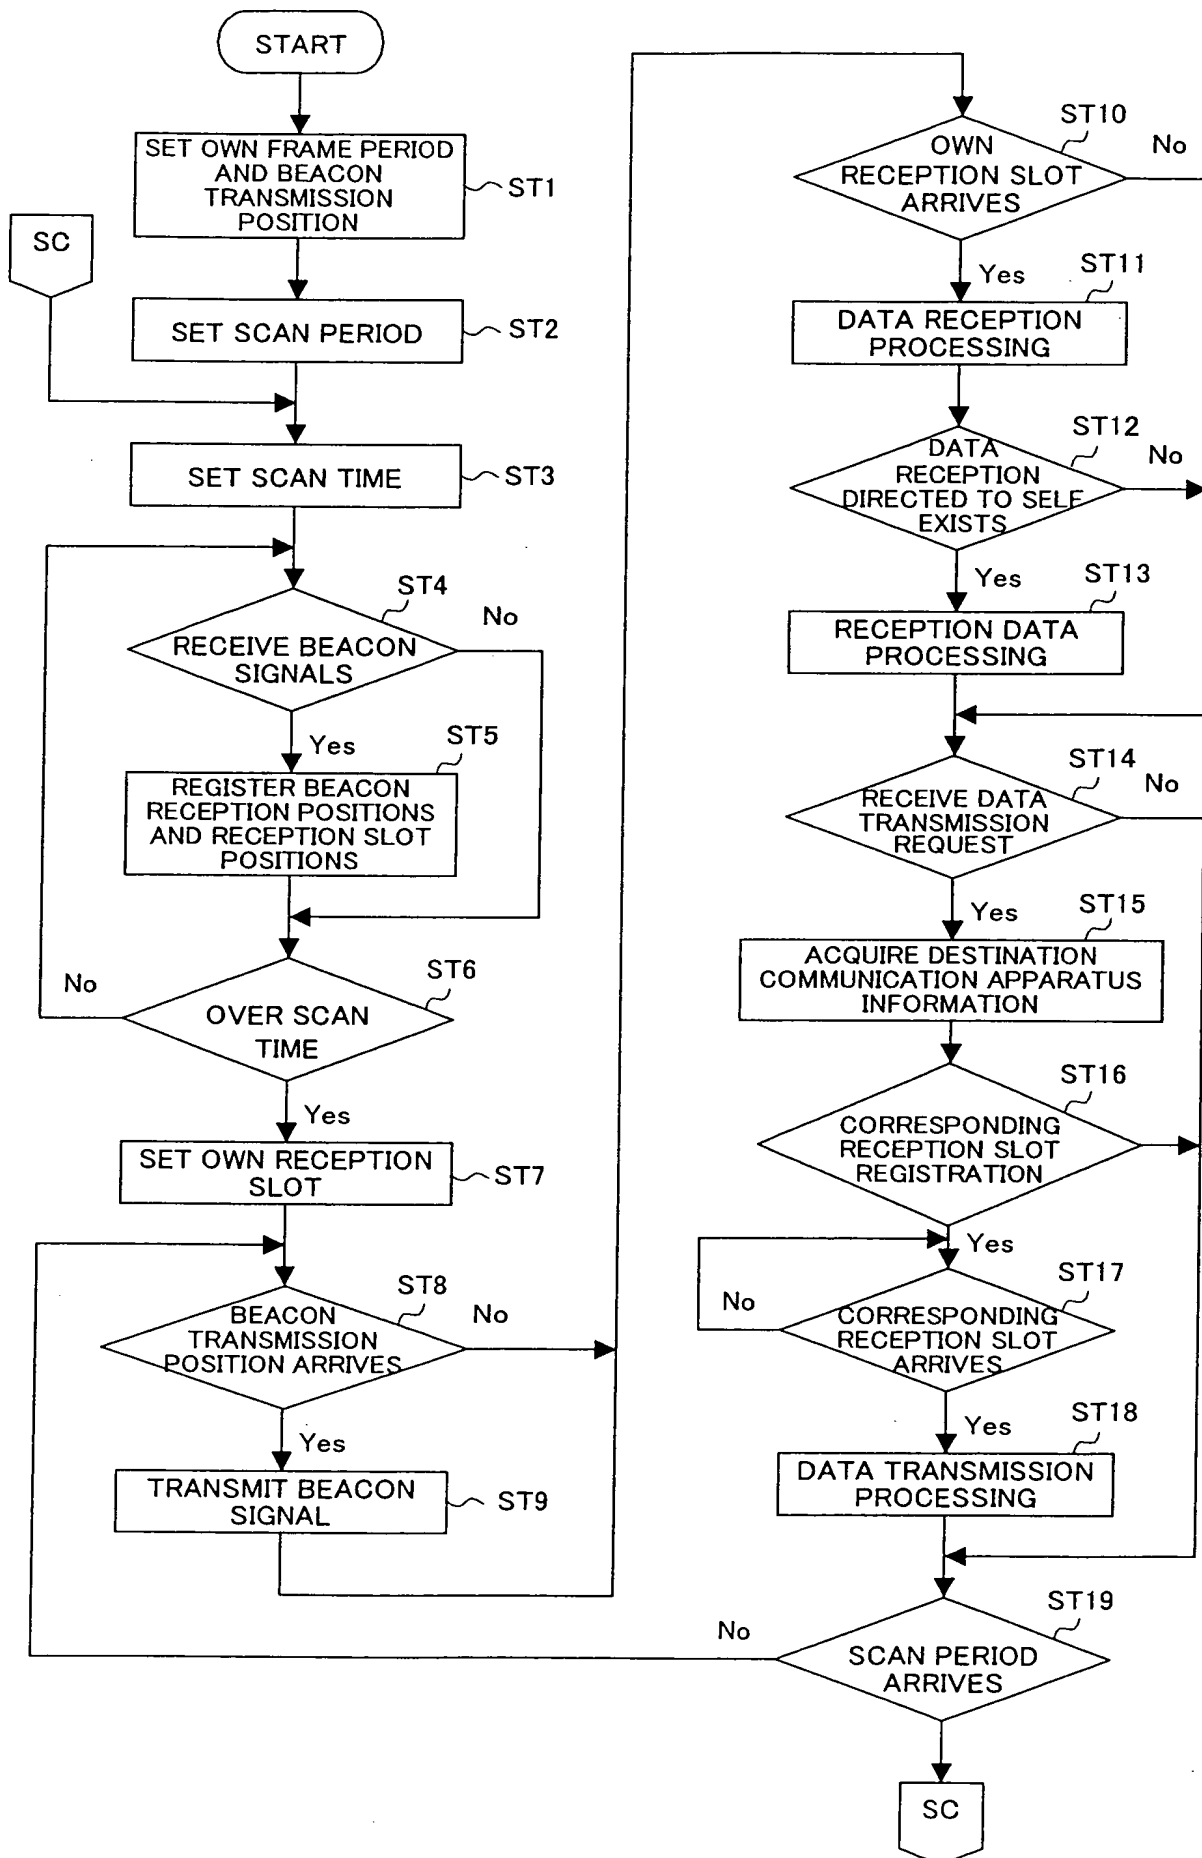 START
SET OWN FRAME PERIOD
AND BEACON
TRANSMISSION
POSITION
ST1
SC
SET SCAN PERIOD
ST2
SET SCAN TIME
ST3
ST4
No
RECEIVE BEACON
SIGNALS
Yes
ST5
REGISTER BEACON
RECEPTION POSITIONS
AND RECEPTION SLOT
POSITIONS
ST6
No
OVER SCAN
TIME
Yes
SET OWN RECEPTION
SLOT
ST7
ST8
No
BEACON
TRANSMISSION
POSITION ARRIVES
Yes
TRANSMIT BEACON
SIGNAL
ST9
ST10
No
OWN
RECEPTION SLOT
ARRIVES
Yes
ST11
DATA RECEPTION
PROCESSING
ST12
No
DATA
RECEPTION
DIRECTED TO SELF
EXISTS
Yes
ST13
RECEPTION DATA
PROCESSING
ST14
No
RECEIVE DATA
TRANSMISSION
REQUEST
Yes
ST15
ACQUIRE DESTINATION
COMMUNICATION APPARATUS
INFORMATION
ST16
CORRESPONDING
RECEPTION SLOT
REGISTRATION
Yes
ST17
No
CORRESPONDING
RECEPTION SLOT
ARRIVES
Yes
ST18
DATA TRANSMISSION
PROCESSING
ST19
No
SCAN PERIOD
ARRIVES
SC